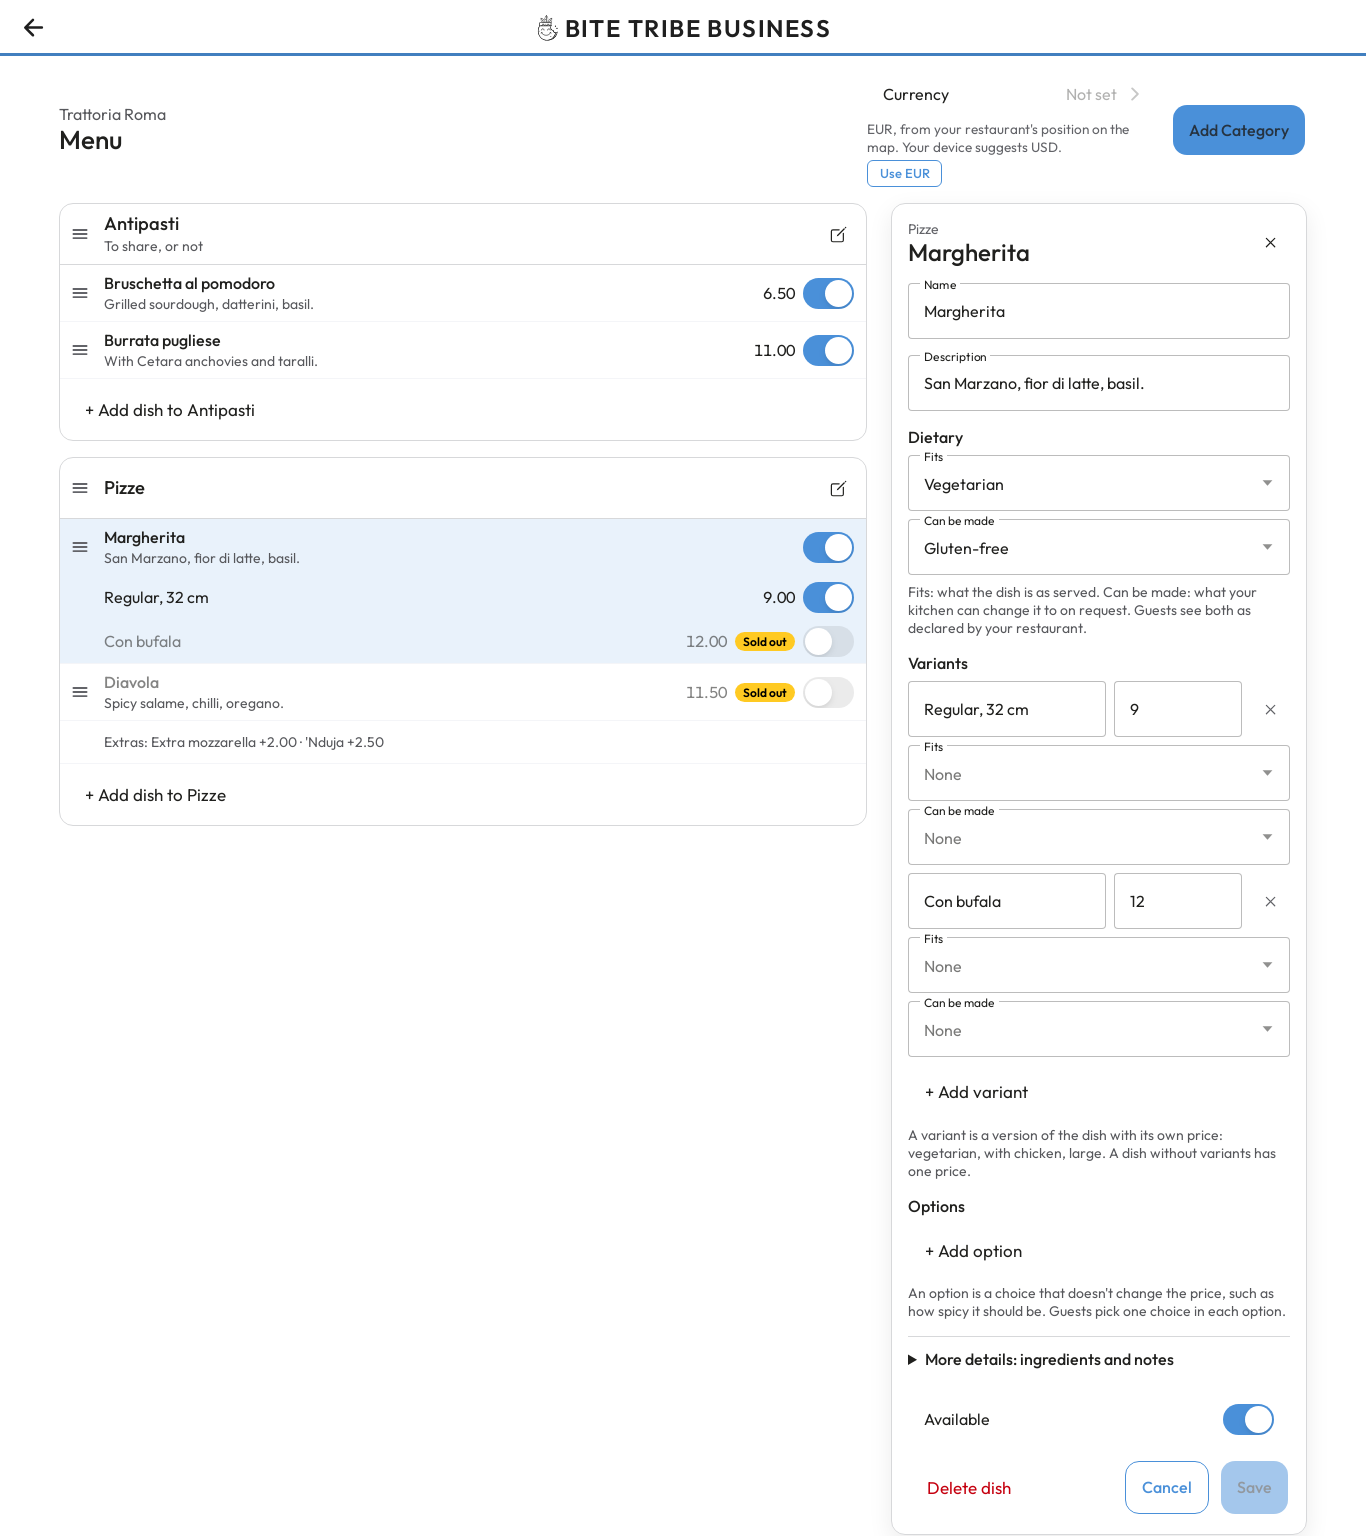 BITE TRIBE BUSINESS
Trattoria Roma
Menu
Currency
Not set
EUR, from your restaurant's position on the
map. Your device suggests USD.
Use EUR
Add Category
Antipasti
To share, or not
Bruschetta al pomodoro
Grilled sourdough, datterini, basil.
6.50
Burrata pugliese
With Cetara anchovies and taralli.
11.00
+ Add dish to Antipasti
Pizze
Margherita
San Marzano, fior di latte, basil.
Regular, 32 cm
9.00
Con bufala
12.00
Sold out
Diavola
Spicy salame, chilli, oregano.
11.50
Sold out
Extras: Extra mozzarella +2.00 · 'Nduja +2.50
+ Add dish to Pizze
Pizze
Margherita
Name
Margherita
Description
San Marzano, fior di latte, basil.
Dietary
Fits
Vegetarian
Can be made
Gluten-free
Fits: what the dish is as served. Can be made: what your
kitchen can change it to on request. Guests see both as
declared by your restaurant.
Variants
Regular, 32 cm
9
Fits
None
Can be made
None
Con bufala
12
Fits
None
Can be made
None
+ Add variant
A variant is a version of the dish with its own price:
vegetarian, with chicken, large. A dish without variants has
one price.
Options
+ Add option
An option is a choice that doesn't change the price, such as
how spicy it should be. Guests pick one choice in each option.
More details: ingredients and notes
Available
Delete dish
Cancel
Save